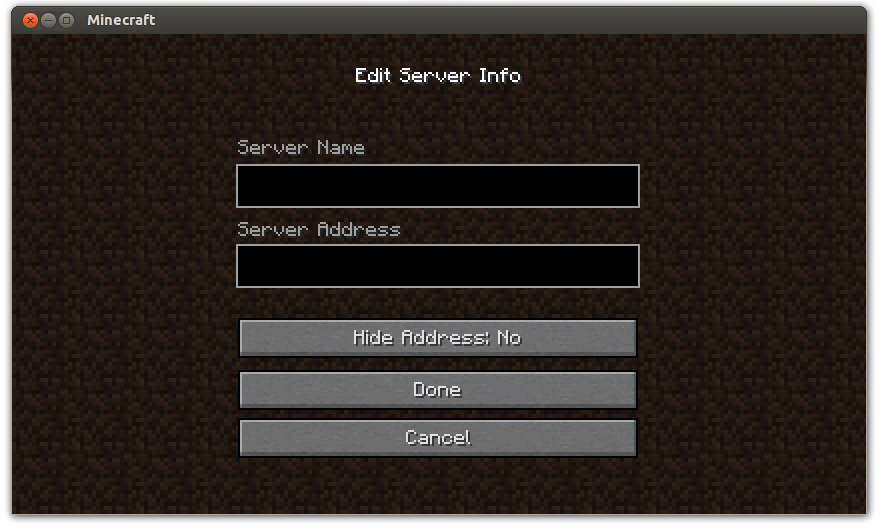 Minecraft
Edit Server Info
Server Name
Server Address
Hide Address: No
Done
Cancel